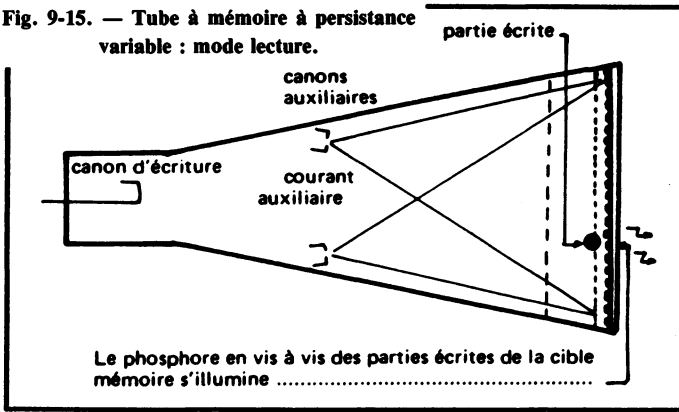 Fig. 9-15. — Tube à mémoire à persistance
variable : mode lecture.
partie écrite
canons
auxiliaires
canon d'écriture
courant
auxiliaire
Le phosphore en vis à vis des parties écrites de la cible
mémoire s'illumine ................................................